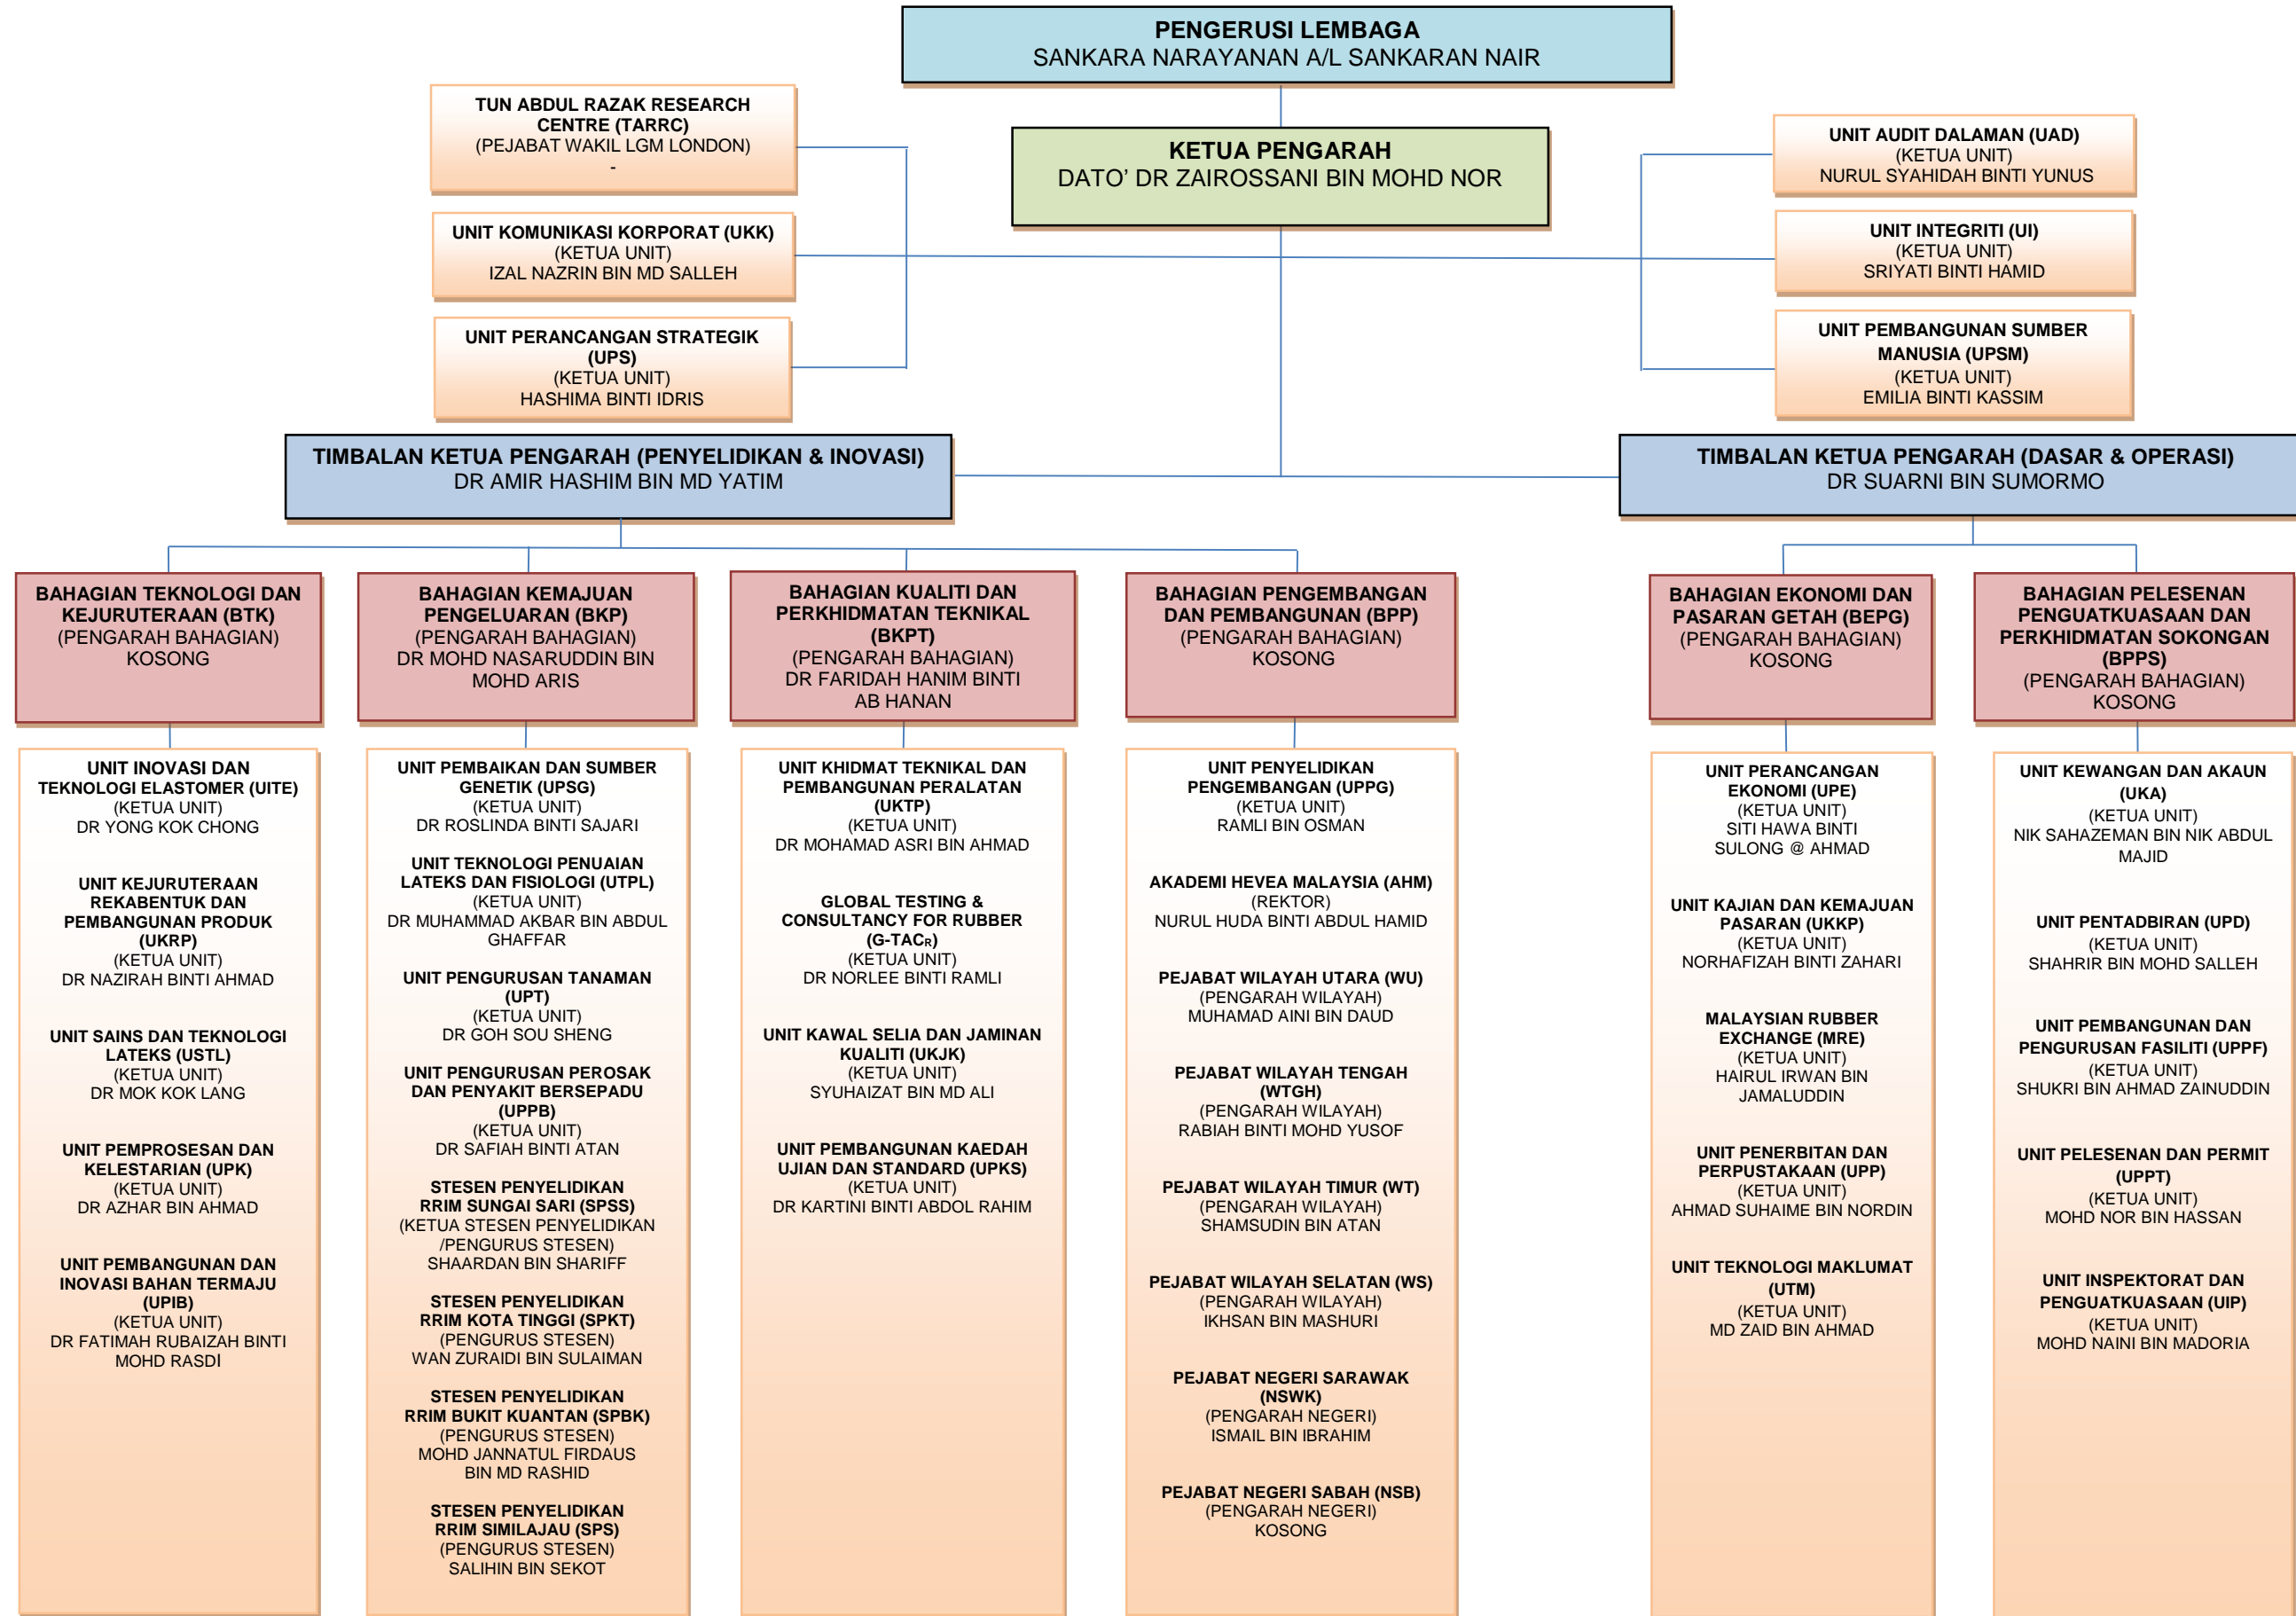 PENGERUSI LEMBAGA
SANKARA NARAYANAN A/L SANKARAN NAIR
KETUA PENGARAH
DATO’ DR ZAIROSSANI BIN MOHD NOR
TUN ABDUL RAZAK RESEARCH
CENTRE (TARRC)
(PEJABAT WAKIL LGM LONDON)
-
UNIT KOMUNIKASI KORPORAT (UKK)
(KETUA UNIT)
IZAL NAZRIN BIN MD SALLEH
UNIT PERANCANGAN STRATEGIK
(UPS)
(KETUA UNIT)
HASHIMA BINTI IDRIS
UNIT AUDIT DALAMAN (UAD)
(KETUA UNIT)
NURUL SYAHIDAH BINTI YUNUS
UNIT INTEGRITI (UI)
(KETUA UNIT)
SRIYATI BINTI HAMID
UNIT PEMBANGUNAN SUMBER
MANUSIA (UPSM)
(KETUA UNIT)
EMILIA BINTI KASSIM
TIMBALAN KETUA PENGARAH (PENYELIDIKAN & INOVASI)
DR AMIR HASHIM BIN MD YATIM
TIMBALAN KETUA PENGARAH (DASAR & OPERASI)
DR SUARNI BIN SUMORMO
BAHAGIAN TEKNOLOGI DAN
KEJURUTERAAN (BTK)
(PENGARAH BAHAGIAN)
KOSONG
BAHAGIAN KEMAJUAN
PENGELUARAN (BKP)
(PENGARAH BAHAGIAN)
DR MOHD NASARUDDIN BIN
MOHD ARIS
BAHAGIAN KUALITI DAN
PERKHIDMATAN TEKNIKAL
(BKPT)
(PENGARAH BAHAGIAN)
DR FARIDAH HANIM BINTI
AB HANAN
BAHAGIAN PENGEMBANGAN
DAN PEMBANGUNAN (BPP)
(PENGARAH BAHAGIAN)
KOSONG
BAHAGIAN EKONOMI DAN
PASARAN GETAH (BEPG)
(PENGARAH BAHAGIAN)
KOSONG
BAHAGIAN PELESENAN
PENGUATKUASAAN DAN
PERKHIDMATAN SOKONGAN
(BPPS)
(PENGARAH BAHAGIAN)
KOSONG
UNIT INOVASI DAN
TEKNOLOGI ELASTOMER (UITE)
(KETUA UNIT)
DR YONG KOK CHONG
UNIT KEJURUTERAAN
REKABENTUK DAN
PEMBANGUNAN PRODUK
(UKRP)
(KETUA UNIT)
DR NAZIRAH BINTI AHMAD
UNIT SAINS DAN TEKNOLOGI
LATEKS (USTL)
(KETUA UNIT)
DR MOK KOK LANG
UNIT PEMPROSESAN DAN
KELESTARIAN (UPK)
(KETUA UNIT)
DR AZHAR BIN AHMAD
UNIT PEMBANGUNAN DAN
INOVASI BAHAN TERMAJU
(UPIB)
(KETUA UNIT)
DR FATIMAH RUBAIZAH BINTI
MOHD RASDI
UNIT PEMBAIKAN DAN SUMBER
GENETIK (UPSG)
(KETUA UNIT)
DR ROSLINDA BINTI SAJARI
UNIT TEKNOLOGI PENUAIAN
LATEKS DAN FISIOLOGI (UTPL)
(KETUA UNIT)
DR MUHAMMAD AKBAR BIN ABDUL
GHAFFAR
UNIT PENGURUSAN TANAMAN
(UPT)
(KETUA UNIT)
DR GOH SOU SHENG
UNIT PENGURUSAN PEROSAK
DAN PENYAKIT BERSEPADU
(UPPB)
(KETUA UNIT)
DR SAFIAH BINTI ATAN
STESEN PENYELIDIKAN
RRIM SUNGAI SARI (SPSS)
(KETUA STESEN PENYELIDIKAN
/PENGURUS STESEN)
SHAARDAN BIN SHARIFF
STESEN PENYELIDIKAN
RRIM KOTA TINGGI (SPKT)
(PENGURUS STESEN)
WAN ZURAIDI BIN SULAIMAN
STESEN PENYELIDIKAN
RRIM BUKIT KUANTAN (SPBK)
(PENGURUS STESEN)
MOHD JANNATUL FIRDAUS
BIN MD RASHID
STESEN PENYELIDIKAN
RRIM SIMILAJAU (SPS)
(PENGURUS STESEN)
SALIHIN BIN SEKOT
UNIT KHIDMAT TEKNIKAL DAN
PEMBANGUNAN PERALATAN
(UKTP)
(KETUA UNIT)
DR MOHAMAD ASRI BIN AHMAD
GLOBAL TESTING &
CONSULTANCY FOR RUBBER
(G-TACR)
(KETUA UNIT)
DR NORLEE BINTI RAMLI
UNIT KAWAL SELIA DAN JAMINAN
KUALITI (UKJK)
(KETUA UNIT)
SYUHAIZAT BIN MD ALI
UNIT PEMBANGUNAN KAEDAH
UJIAN DAN STANDARD (UPKS)
(KETUA UNIT)
DR KARTINI BINTI ABDOL RAHIM
UNIT PENYELIDIKAN
PENGEMBANGAN (UPPG)
(KETUA UNIT)
RAMLI BIN OSMAN
AKADEMI HEVEA MALAYSIA (AHM)
(REKTOR)
NURUL HUDA BINTI ABDUL HAMID
PEJABAT WILAYAH UTARA (WU)
(PENGARAH WILAYAH)
MUHAMAD AINI BIN DAUD
PEJABAT WILAYAH TENGAH
(WTGH)
(PENGARAH WILAYAH)
RABIAH BINTI MOHD YUSOF
PEJABAT WILAYAH TIMUR (WT)
(PENGARAH WILAYAH)
SHAMSUDIN BIN ATAN
PEJABAT WILAYAH SELATAN (WS)
(PENGARAH WILAYAH)
IKHSAN BIN MASHURI
PEJABAT NEGERI SARAWAK
(NSWK)
(PENGARAH NEGERI)
ISMAIL BIN IBRAHIM
PEJABAT NEGERI SABAH (NSB)
(PENGARAH NEGERI)
KOSONG
UNIT PERANCANGAN
EKONOMI (UPE)
(KETUA UNIT)
SITI HAWA BINTI
SULONG @ AHMAD
UNIT KAJIAN DAN KEMAJUAN
PASARAN (UKKP)
(KETUA UNIT)
NORHAFIZAH BINTI ZAHARI
MALAYSIAN RUBBER
EXCHANGE (MRE)
(KETUA UNIT)
HAIRUL IRWAN BIN
JAMALUDDIN
UNIT PENERBITAN DAN
PERPUSTAKAAN (UPP)
(KETUA UNIT)
AHMAD SUHAIME BIN NORDIN
UNIT TEKNOLOGI MAKLUMAT
(UTM)
(KETUA UNIT)
MD ZAID BIN AHMAD
UNIT KEWANGAN DAN AKAUN
(UKA)
(KETUA UNIT)
NIK SAHAZEMAN BIN NIK ABDUL
MAJID
UNIT PENTADBIRAN (UPD)
(KETUA UNIT)
SHAHRIR BIN MOHD SALLEH
UNIT PEMBANGUNAN DAN
PENGURUSAN FASILITI (UPPF)
(KETUA UNIT)
SHUKRI BIN AHMAD ZAINUDDIN
UNIT PELESENAN DAN PERMIT
(UPPT)
(KETUA UNIT)
MOHD NOR BIN HASSAN
UNIT INSPEKTORAT DAN
PENGUATKUASAAN (UIP)
(KETUA UNIT)
MOHD NAINI BIN MADORIA